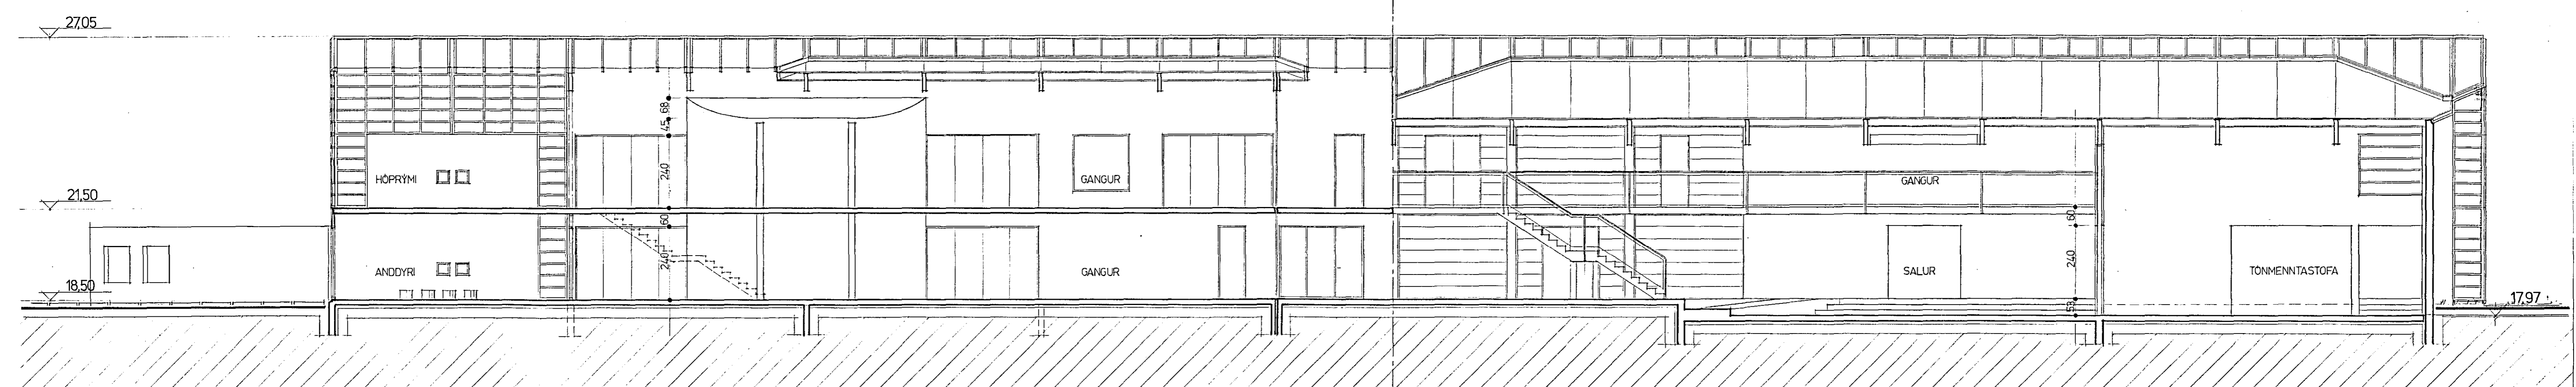 27,05
68
45
240
HÓPRÝMI
GANGUR
GANGUR
21,50
60
60
240
240
18,50
ANDDYRI
GANGUR
SALUR
TÓNMENNTASTOFA
53
17,97